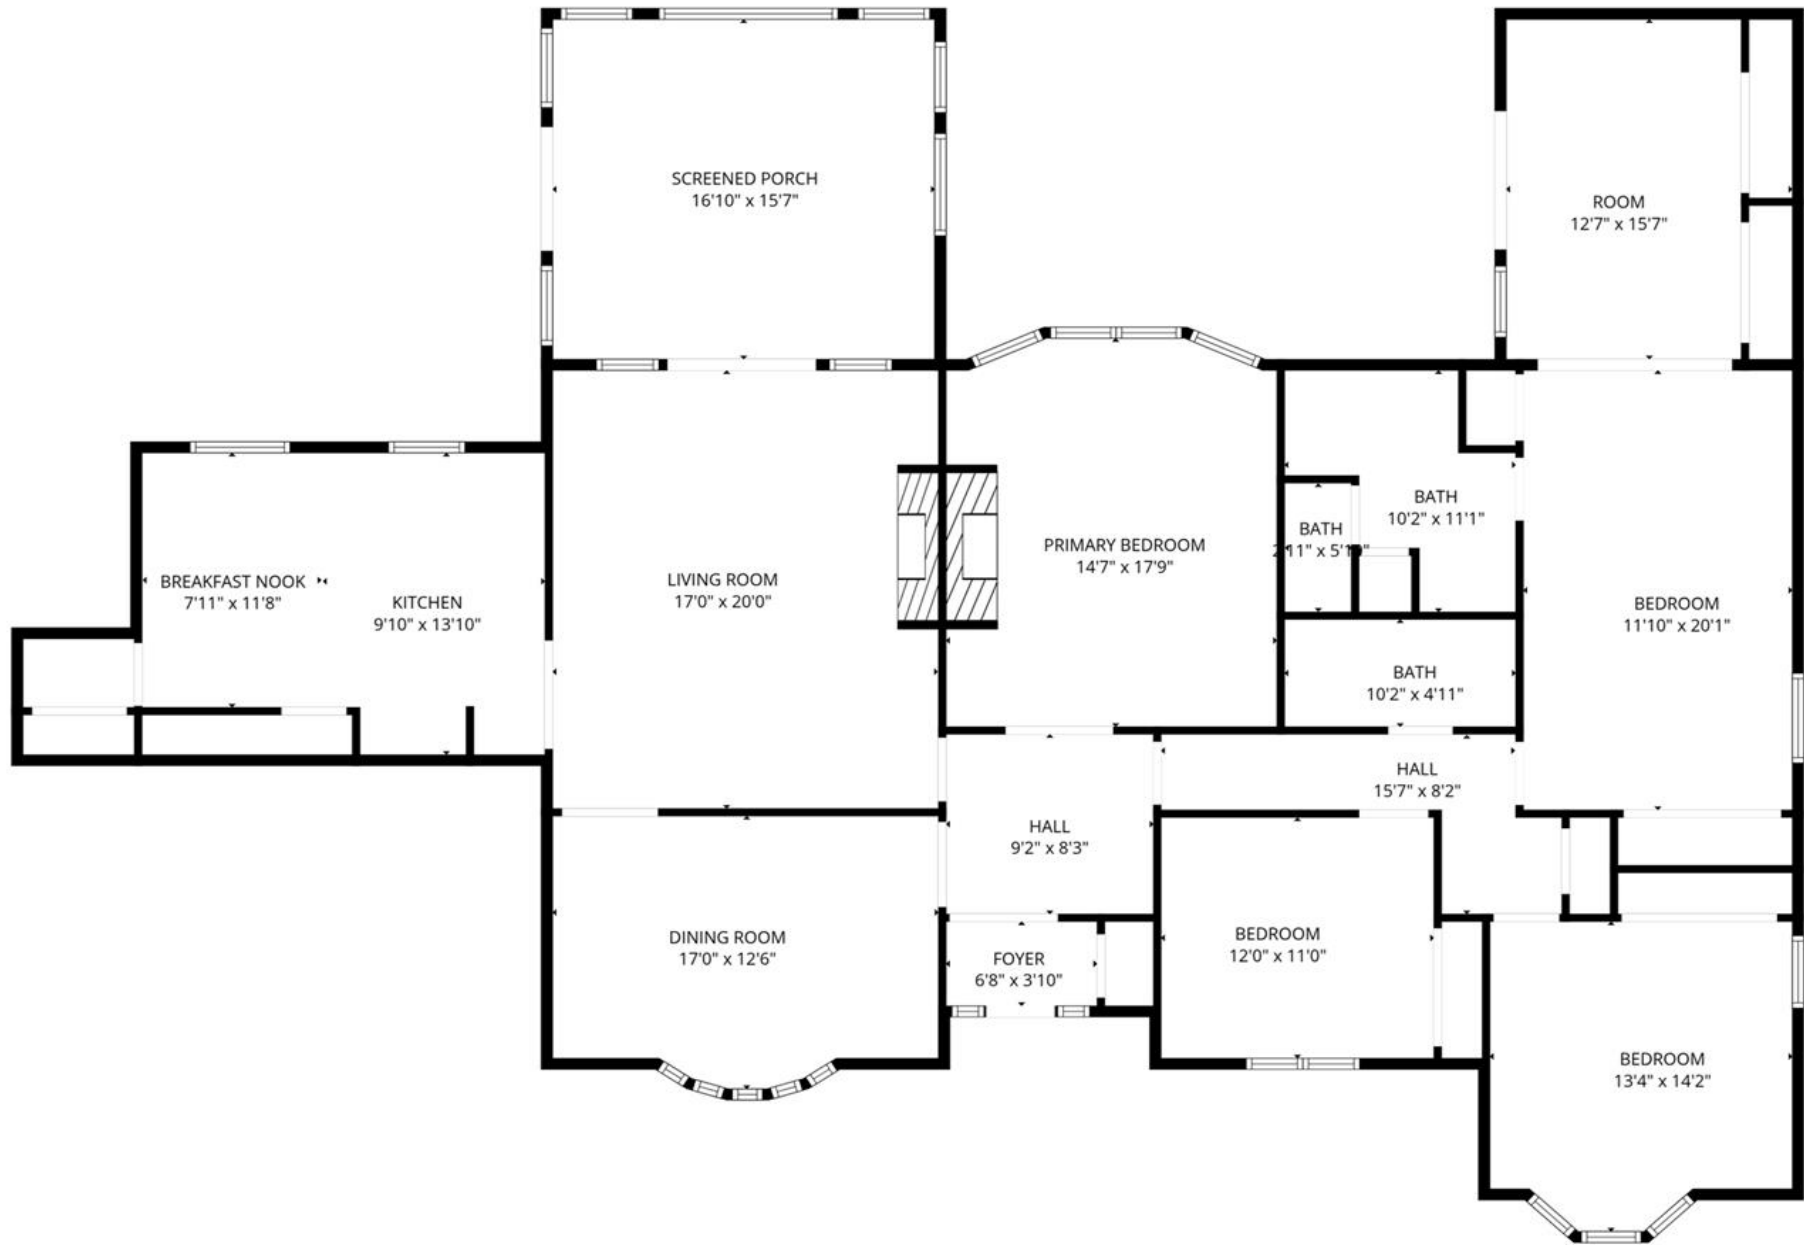 SCREENED PORCH
16'10" x 15'7"
ROOM
12'7" x 15'7"
BATH
10'2" x 11'1"
BATH
PRIMARY BEDROOM
14'7" x 17'9"
LIVING ROOM
17'0" x 20'0"
BREAKFAST NOOK
7'11" x 11'8"
KITCHEN
9'10" x 13'10"
BEDROOM
11'10" x 20'1"
BATH
10'2" x 4'11"
HALL
15'7" x 8'2"
HALL
9'2" x 8'3"
DINING ROOM
17'0" x 12'6"
FOYER
6'8" x 3'10"
BEDROOM
12'0" x 11'0"
BEDROOM
13'4" x 14'2"